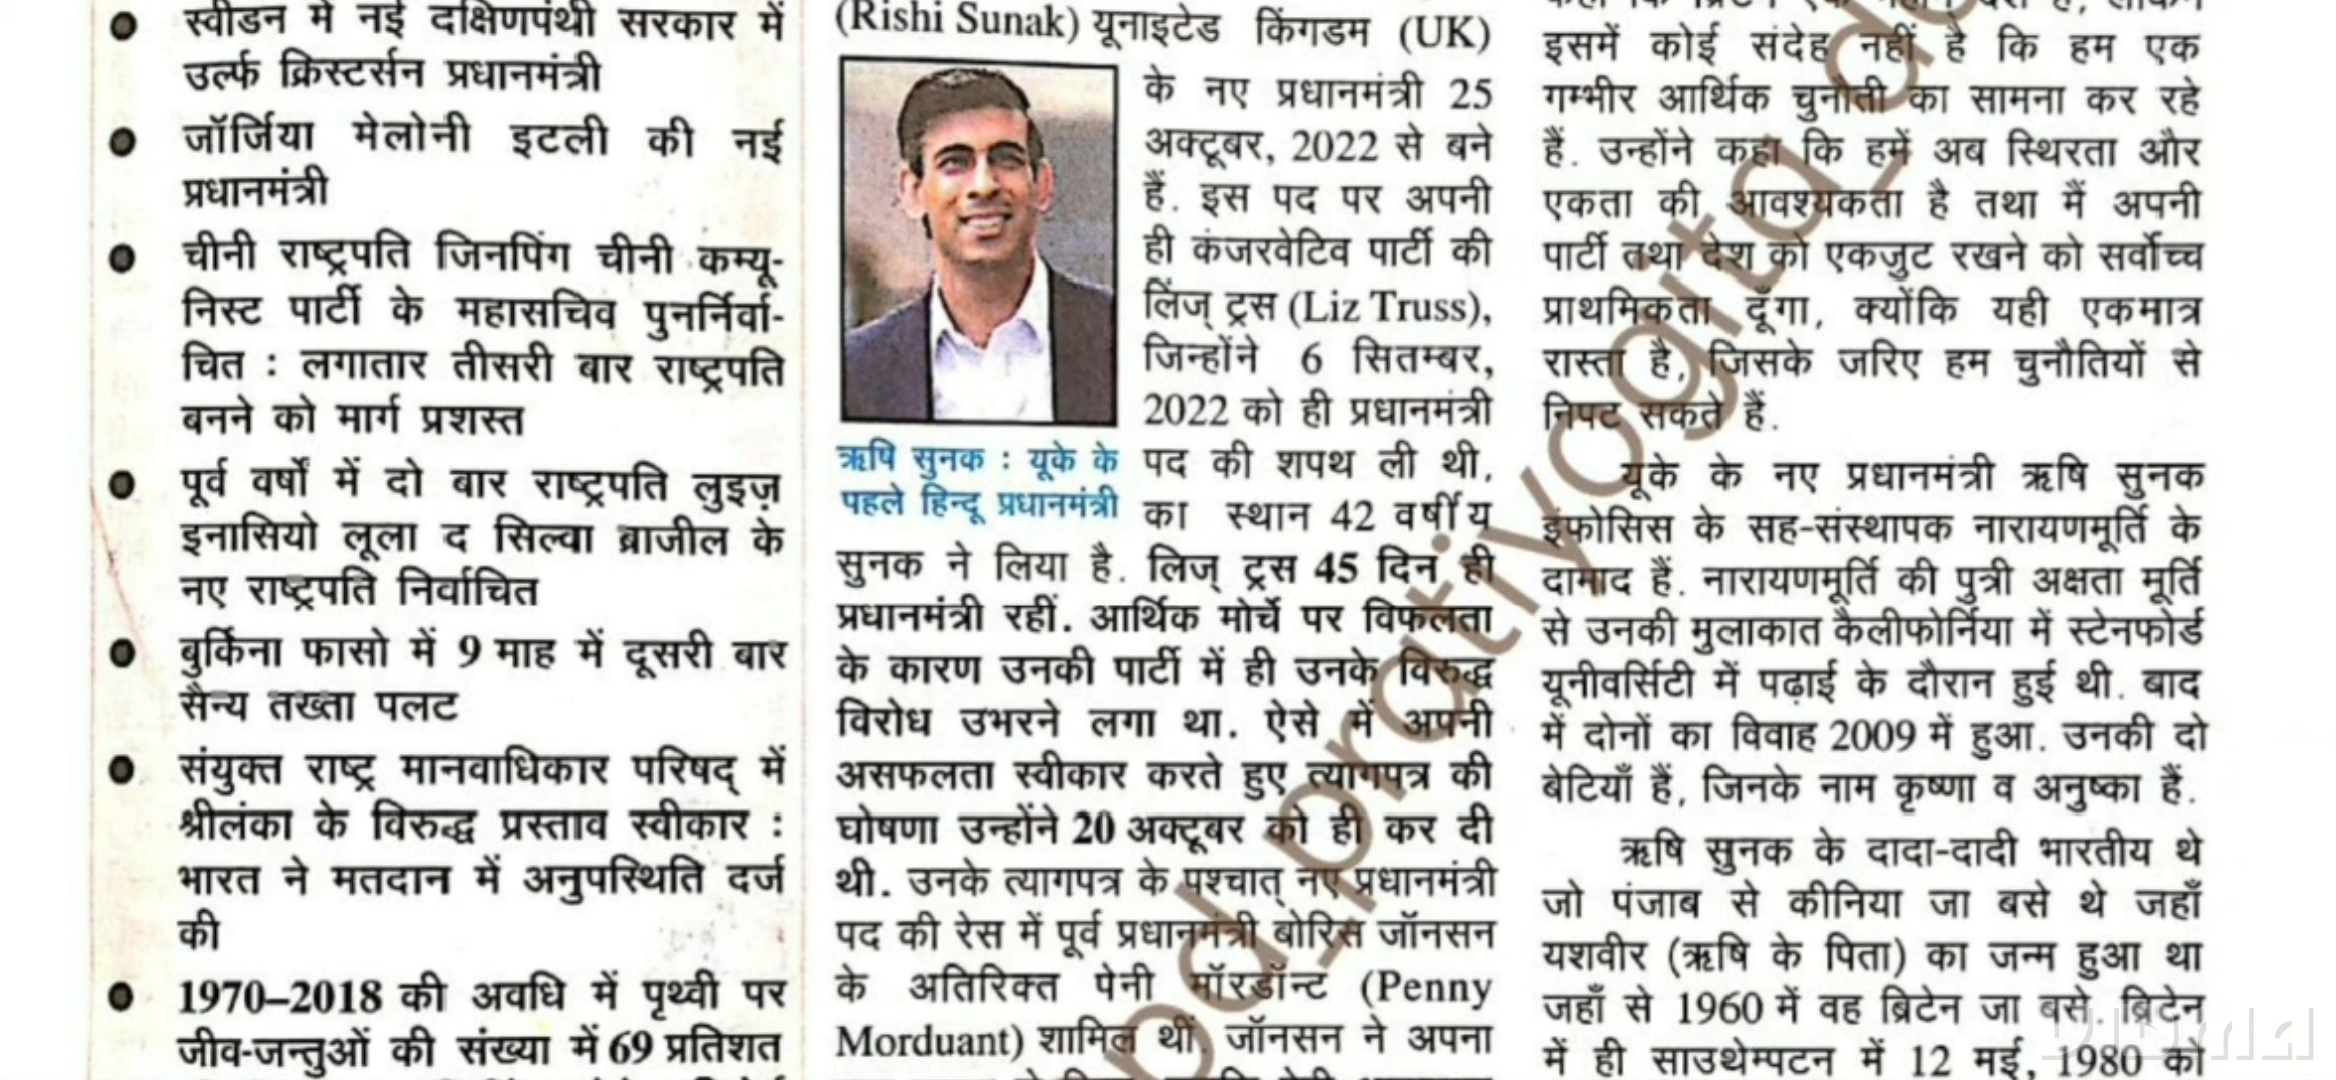 स्वीडन में नई दक्षिणपंथी सरकार में
उर्ल्फ क्रिस्टर्सन प्रधानमंत्री
जॉर्जिया मेलोनी इटली की नई
प्रधानमंत्री
चीनी राष्ट्रपति जिनपिंग चीनी कम्यू-
निस्ट पार्टी के महासचिव पुनर्निर्वा-
चित : लगातार तीसरी बार राष्ट्रपति
बनने को मार्ग प्रशस्त
पूर्व वर्षों में दो बार राष्ट्रपति लुइज़
इनासियो लूला द सिल्वा ब्राजील के
नए राष्ट्रपति निर्वाचित
बुर्किना फासो में 9 माह में दूसरी बार
सैन्य तख्ता पलट
संयुक्त राष्ट्र मानवाधिकार परिषद् में
श्रीलंका के विरुद्ध प्रस्ताव स्वीकार :
भारत ने मतदान में अनुपस्थिति दर्ज
की
1970–2018 की अवधि में पृथ्वी पर
जीव-जन्तुओं की संख्या में 69 प्रतिशत
(Rishi Sunak) यूनाइटेड किंगडम (UK)
के नए प्रधानमंत्री 25
अक्टूबर, 2022 से बने
हैं. इस पद पर अपनी
ही कंजरवेटिव पार्टी की
लिंज् ट्रस (Liz Truss),
जिन्होंने 6 सितम्बर,
2022 को ही प्रधानमंत्री
पद की शपथ ली थी,
का स्थान 42 वर्षीय
ऋषि सुनक : यूके के
पहले हिन्दू प्रधानमंत्री
सुनक ने लिया है. लिज् ट्रस 45 दिन ही
प्रधानमंत्री रहीं. आर्थिक मोर्चे पर विफलता
के कारण उनकी पार्टी में ही उनके विरुद्ध
विरोध उभरने लगा था. ऐसे में अपनी
असफलता स्वीकार करते हुए त्यागपत्र की
घोषणा उन्होंने 20 अक्टूबर को ही कर दी
थी. उनके त्यागपत्र के पश्चात् नए प्रधानमंत्री
पद की रेस में पूर्व प्रधानमंत्री बोरिस जॉनसन
के अतिरिक्त पेनी मॉरडॉन्ट (Penny
Morduant) शामिल थीं. जॉनसन ने अपना
इसमें कोई संदेह नहीं है कि हम एक
गम्भीर आर्थिक चुनौती का सामना कर रहे
हैं. उन्होंने कहा कि हमें अब स्थिरता और
एकता की आवश्यकता है तथा मैं अपनी
पार्टी तथा देश को एकजुट रखने को सर्वोच्च
प्राथमिकता दूँगा, क्योंकि यही एकमात्र
रास्ता है, जिसके जरिए हम चुनौतियों से
निपट सकते हैं.
यूके के नए प्रधानमंत्री ऋषि सुनक
इंफोसिस के सह-संस्थापक नारायणमूर्ति के
दामाद हैं. नारायणमूर्ति की पुत्री अक्षता मूर्ति
से उनकी मुलाकात कैलीफोर्निया में स्टेनफोर्ड
यूनीवर्सिटी में पढ़ाई के दौरान हुई थी. बाद
में दोनों का विवाह 2009 में हुआ. उनकी दो
बेटियाँ हैं, जिनके नाम कृष्णा व अनुष्का हैं.
ऋषि सुनक के दादा-दादी भारतीय थे
जो पंजाब से कीनिया जा बसे थे जहाँ
यशवीर (ऋषि के पिता) का जन्म हुआ था
जहाँ से 1960 में वह ब्रिटेन जा बसे. ब्रिटेन
में ही साउथेम्पटन में 12 मई, 1980 को
pd_pratiyogita_d